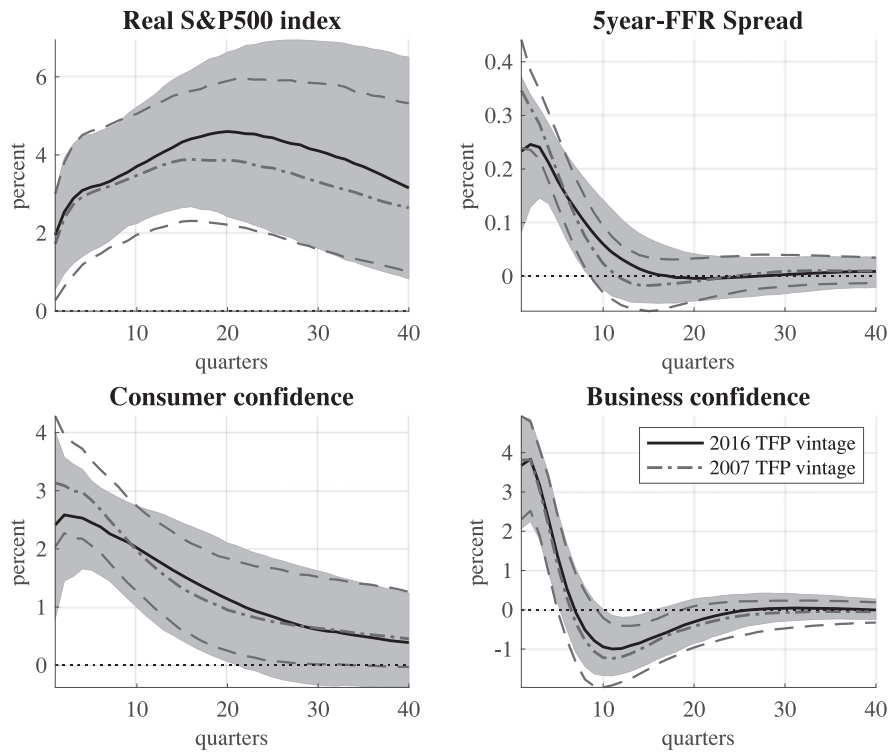 Real S&P500 index
percent
6
4
2
0
10
20
30
40
quarters
5year-FFR Spread
percent
0.4
0.3
0.2
0.1
0
10
20
30
40
quarters
Consumer confidence
percent
4
3
2
1
0
10
20
30
40
quarters
Business confidence
2016 TFP vintage
2007 TFP vintage
percent
4
3
2
1
0
-1
10
20
30
40
quarters